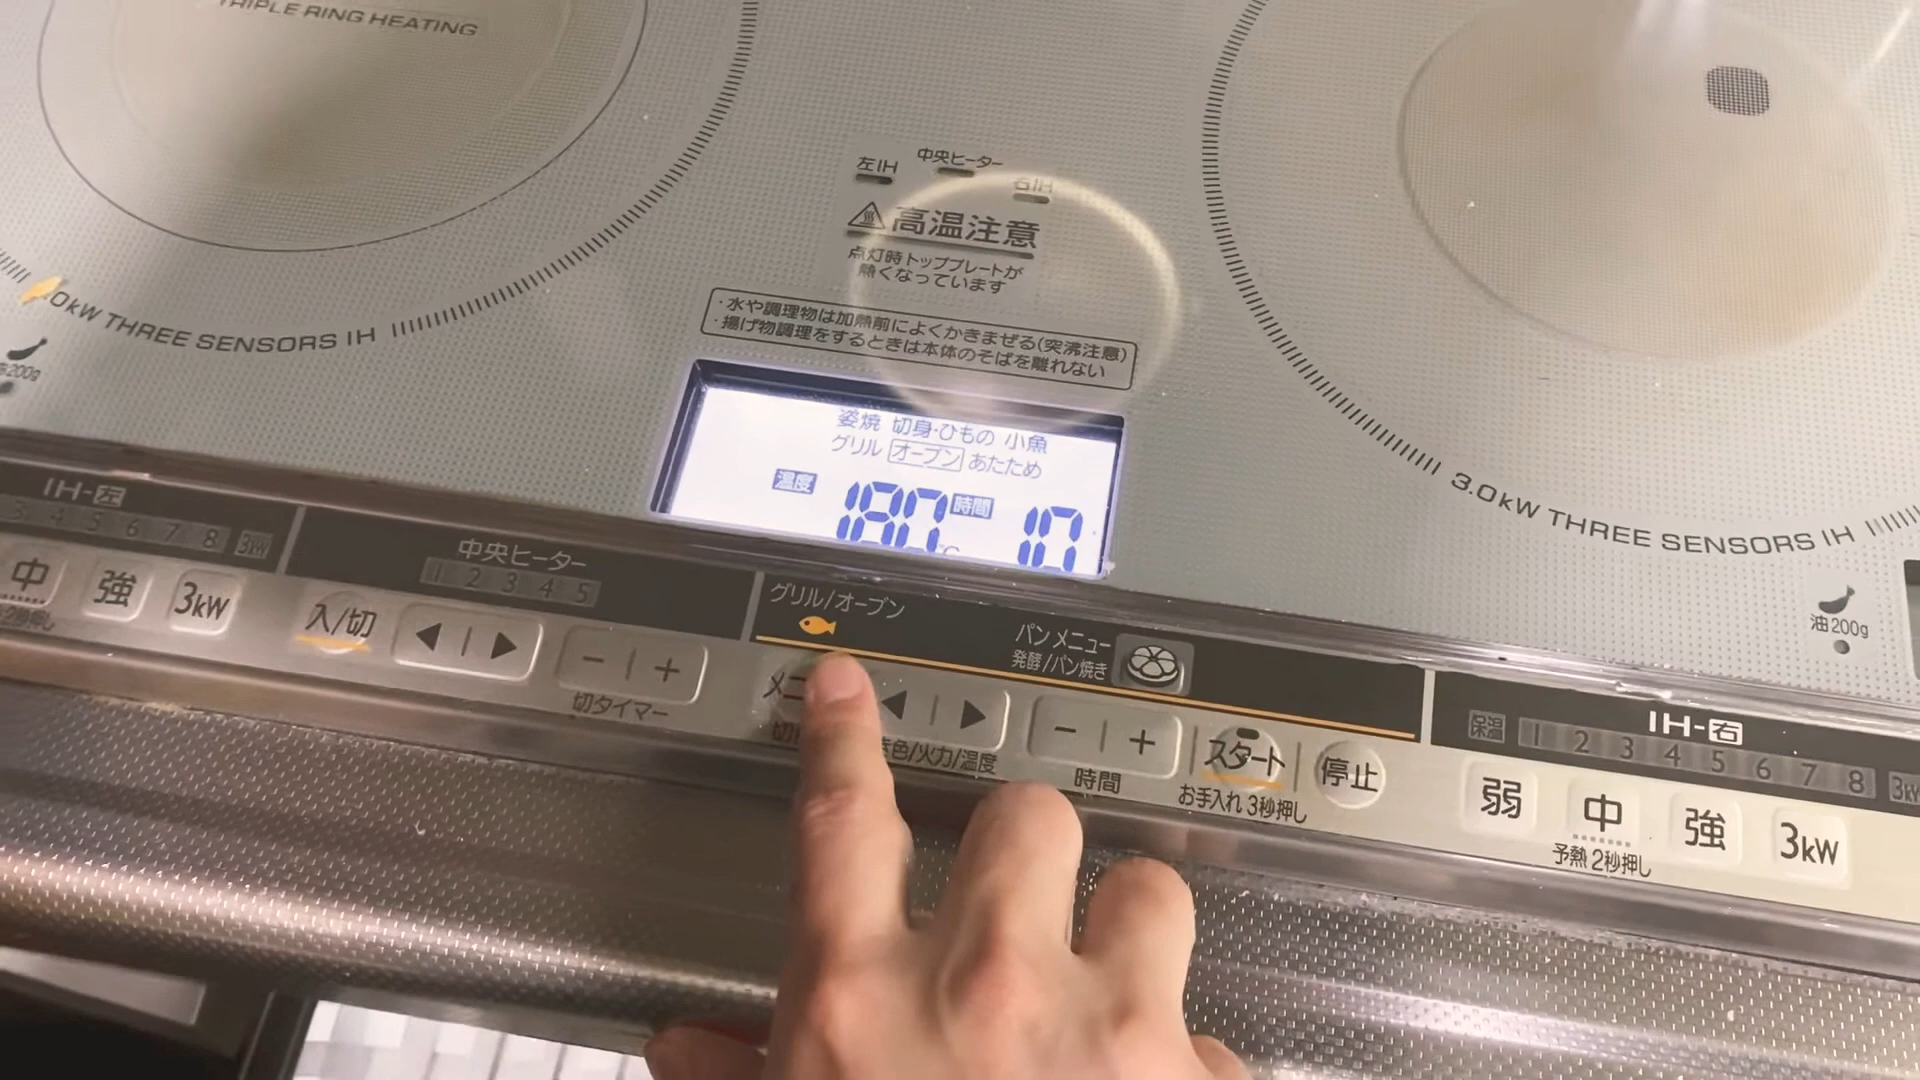 TRIPLE RING HEATING
左IH 中央ヒーター 右IH
高温注意
点灯時トッププレートが
熱くなっています
・水や調理物は加熱前によくかきまぜる(突沸注意)
・揚げ物調理をするときは本体のそばを離れない
0kW THREE SENSORS IH
200g
3.0kW THREE SENSORS IH
油200g
姿焼 切身・ひもの 小魚
グリル オーブン あたため
温度 180℃ 時間 10
IH-左
3 4 5 6 7 8 3kW
中 強 3kW
中央ヒーター
1 2 3 4 5
入/切 ◀ ▶ − +
切タイマー
グリル/オーブン
パンメニュー
発酵/パン焼き
メニ ◀ ▶ − + スタート 停止
色/火力/温度 時間 お手入れ 3秒押し
IH-右
保温 1 2 3 4 5 6 7 8 3kW
弱 中 強 3kW
予熱 2秒押し